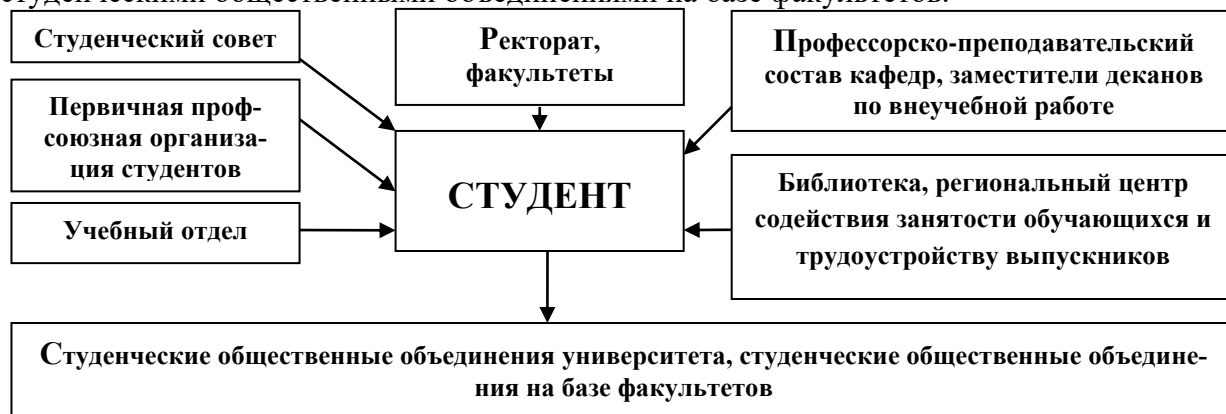 студенческими общественными объединениями на базе факультетов.
Студенческий совет
Ректорат,
факультеты
Профессорско-преподавательский
состав кафедр, заместители деканов
по внеучебной работе
Первичная проф-
союзная организа-
ция студентов
СТУДЕНТ
Библиотека, региональный центр
содействия занятости обучающихся и
трудоустройству выпускников
Учебный отдел
Студенческие общественные объединения университета, студенческие общественные объедине-
ния на базе факультетов